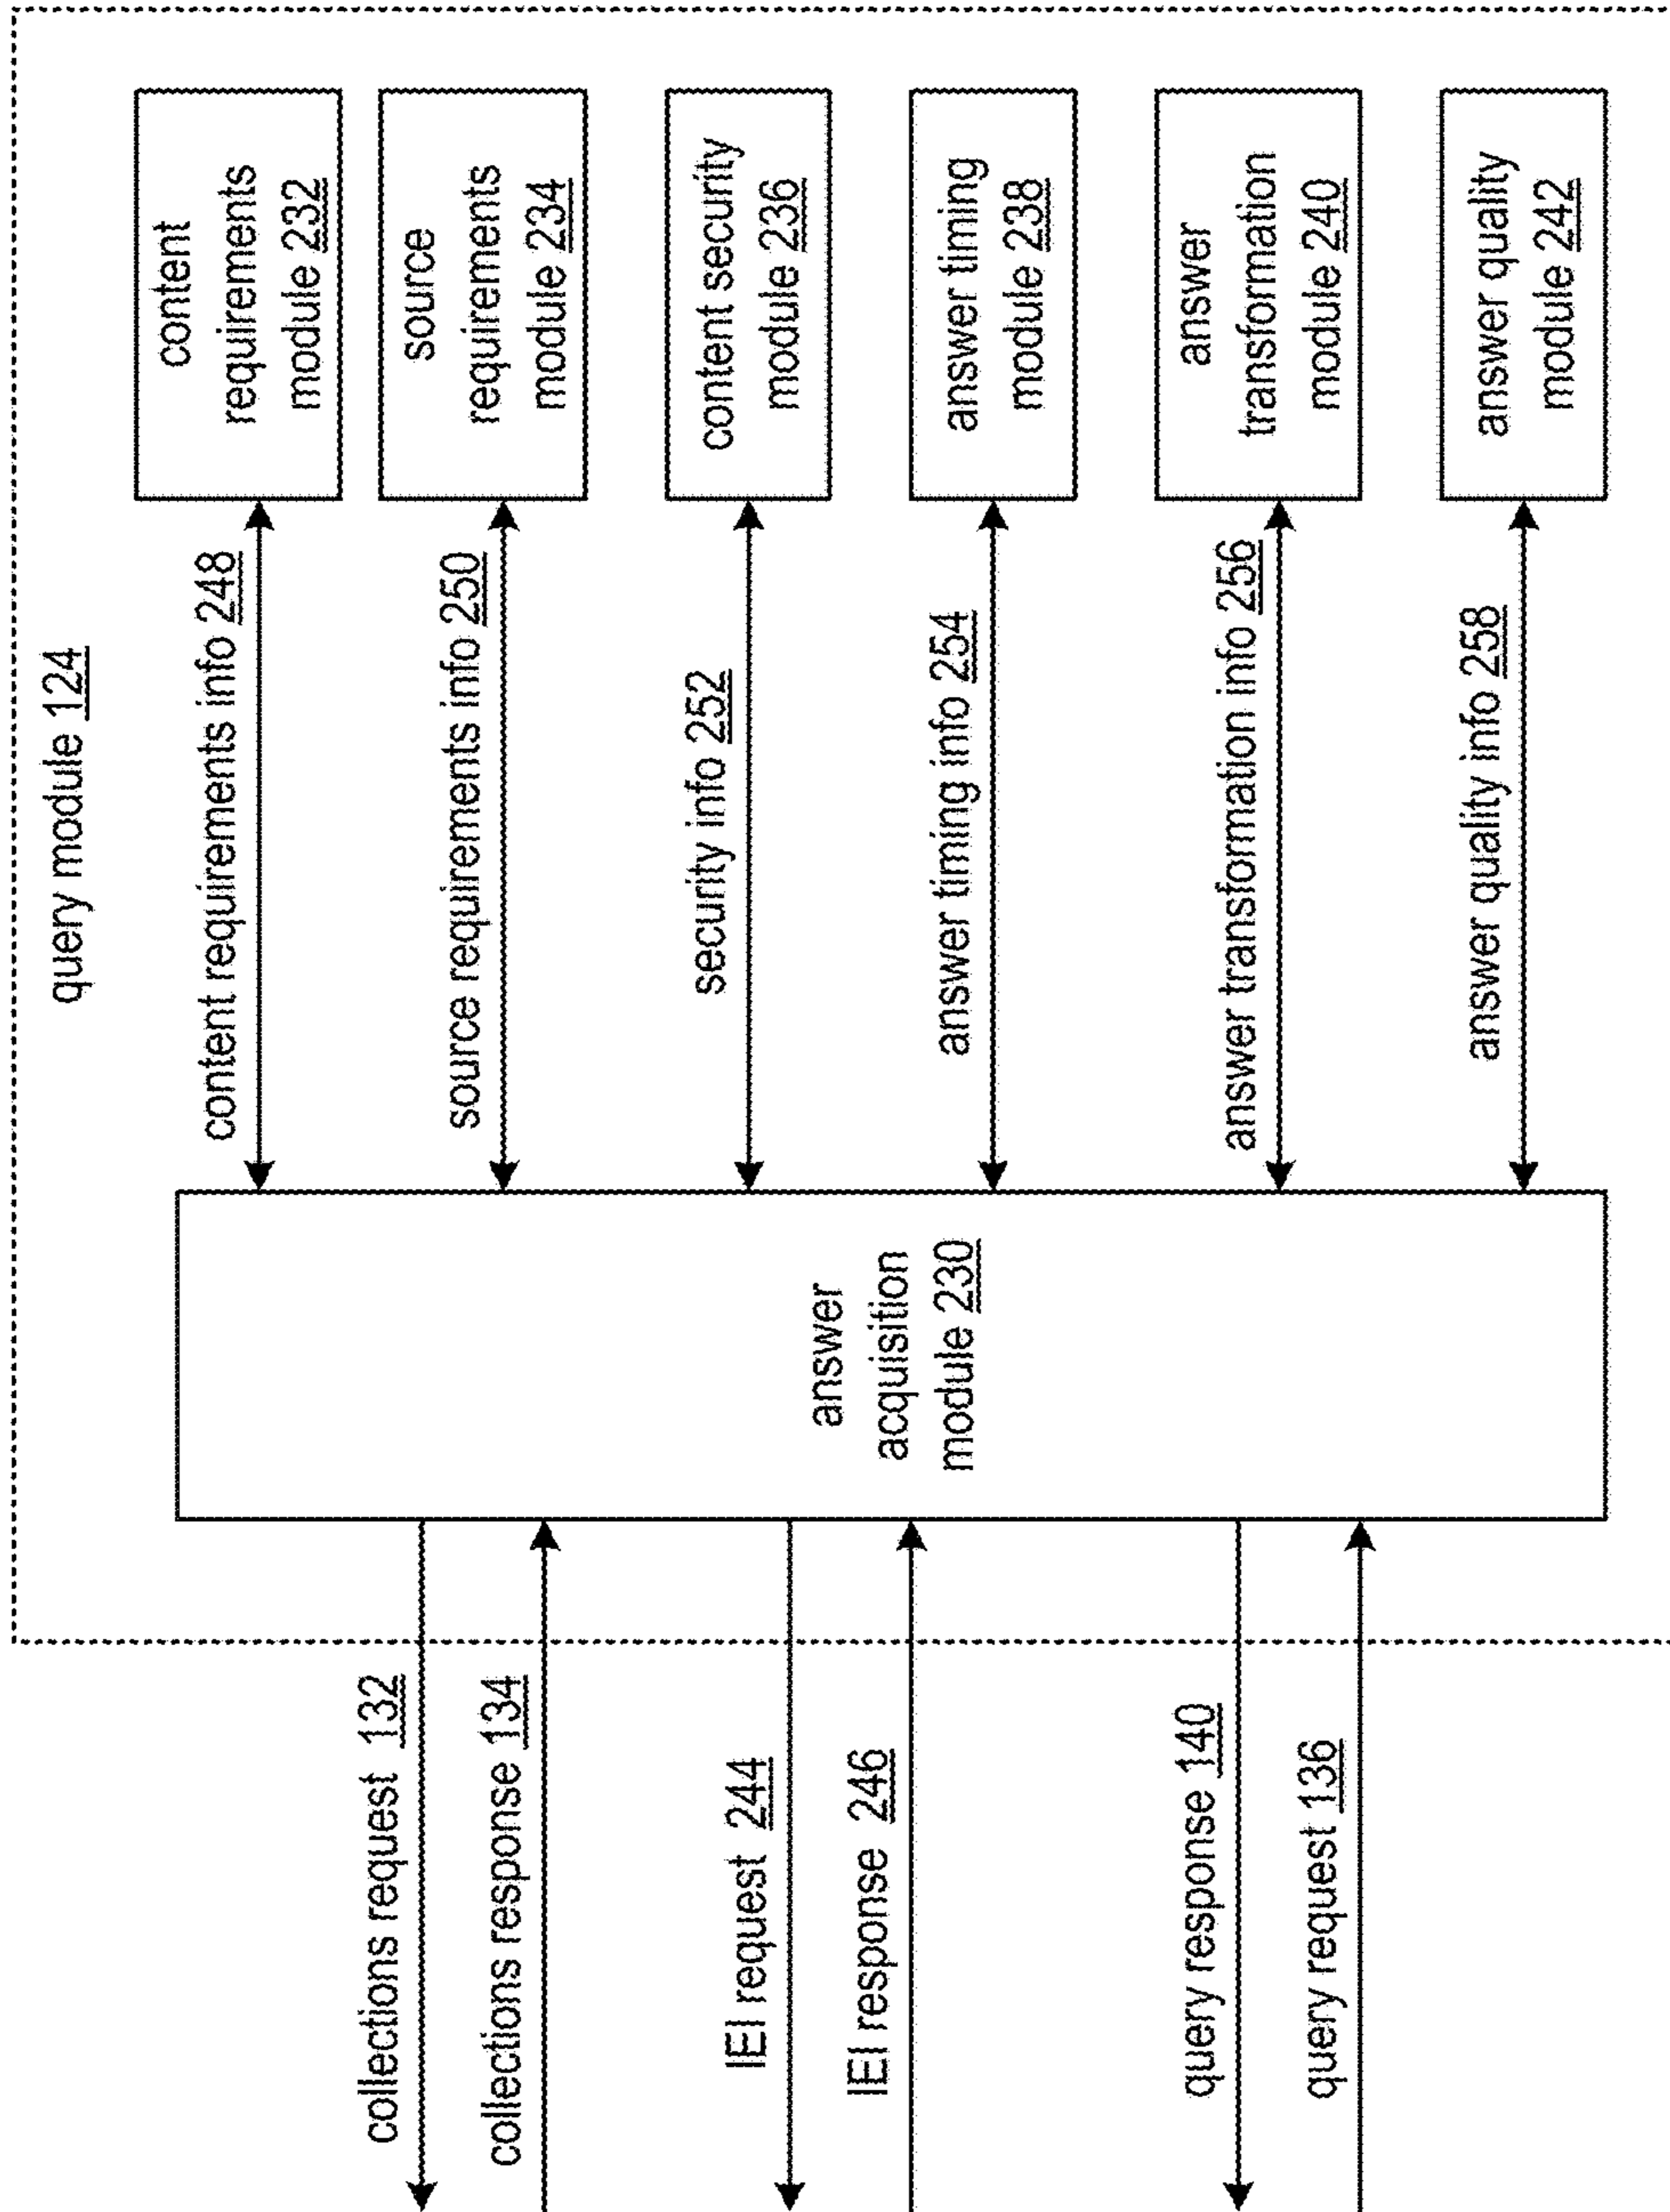 query module 124
collections request 132
collections response 134
IEI request 244
IEI response 246
query response 140
query request 136
answer
acquisition
module 230
content requirements info 248
source requirements info 250
security info 252
answer timing info 254
answer transformation info 256
answer quality info 258
content
requirements
module 232
source
requirements
module 234
content security
module 236
answer timing
module 238
answer
transformation
module 240
answer quality
module 242